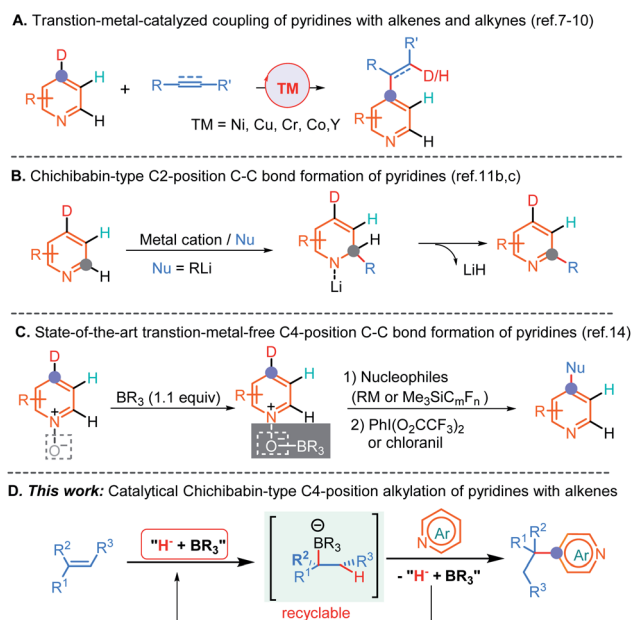 A. Transtion-metal-catalyzed coupling of pyridines with alkenes and alkynes (ref.7-10)
D
H
R
N
H
+
R
R'
TM
TM = Ni, Cu, Cr, Co,Y
R'
R
D/H
H
R
N
H
B. Chichibabin-type C2-position C-C bond formation of pyridines (ref.11b,c)
D
H
R
N
H
Metal cation / Nu
Nu = RLi
D
H
R
H
N
R
Li
LiH
D
H
R
N
R
C. State-of-the-art transtion-metal-free C4-position C-C bond formation of pyridines (ref.14)
D
H
R
+
N
H
O−
BR3 (1.1 equiv)
D
H
R
+
N
H
O—BR3
1) Nucleophiles
(RM or Me3SiCmFn )
2) PhI(O2CCF3)2
or chloranil
Nu
H
R
N
H
D. This work: Catalytical Chichibabin-type C4-position alkylation of pyridines with alkenes
R2
R3
R1
"H- + BR3"
⊖
BR3
R2
R1
R3
H
recyclable
Ar
N
- "H- + BR3"
R1
R2
Ar
N
R3